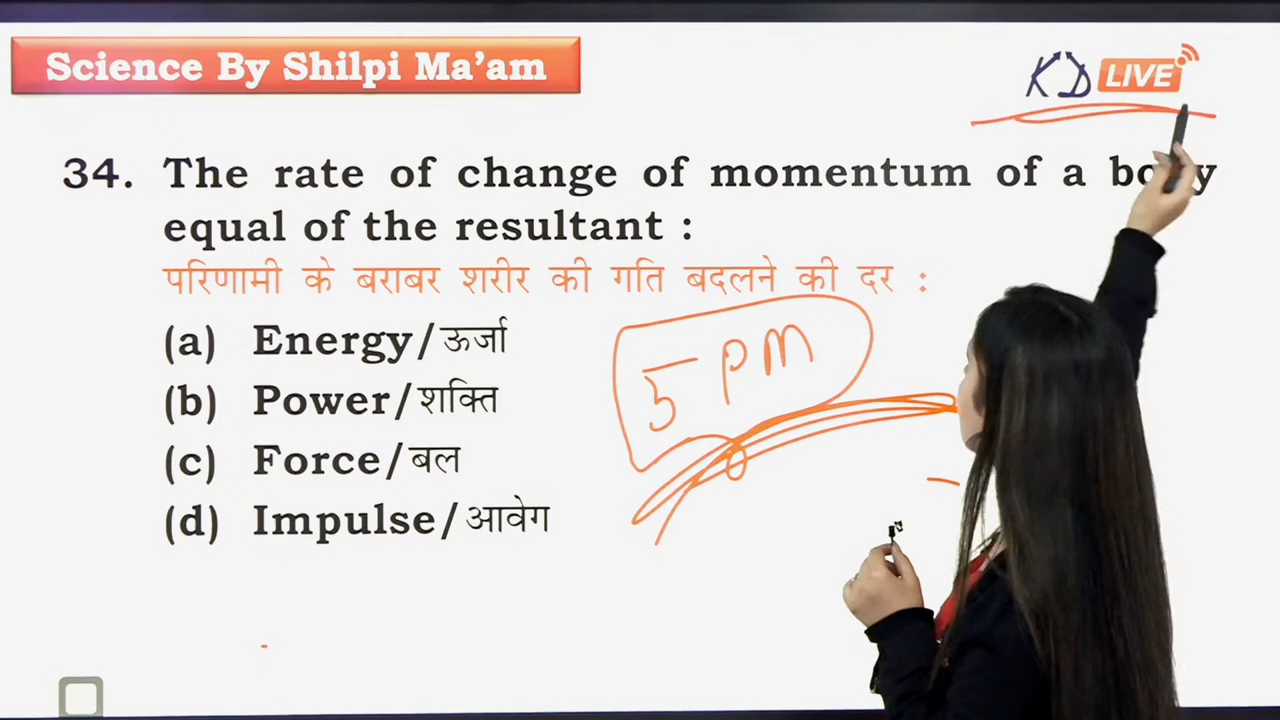 Science By Shilpi Ma’am
KD LIVE
34. The rate of change of momentum of a body
equal of the resultant :
परिणामी के बराबर शरीर की गति बदलने की दर :
(a) Energy/ऊर्जा
5 pm
(b) Power/शक्ति
(c) Force/बल
(d) Impulse/आवेग